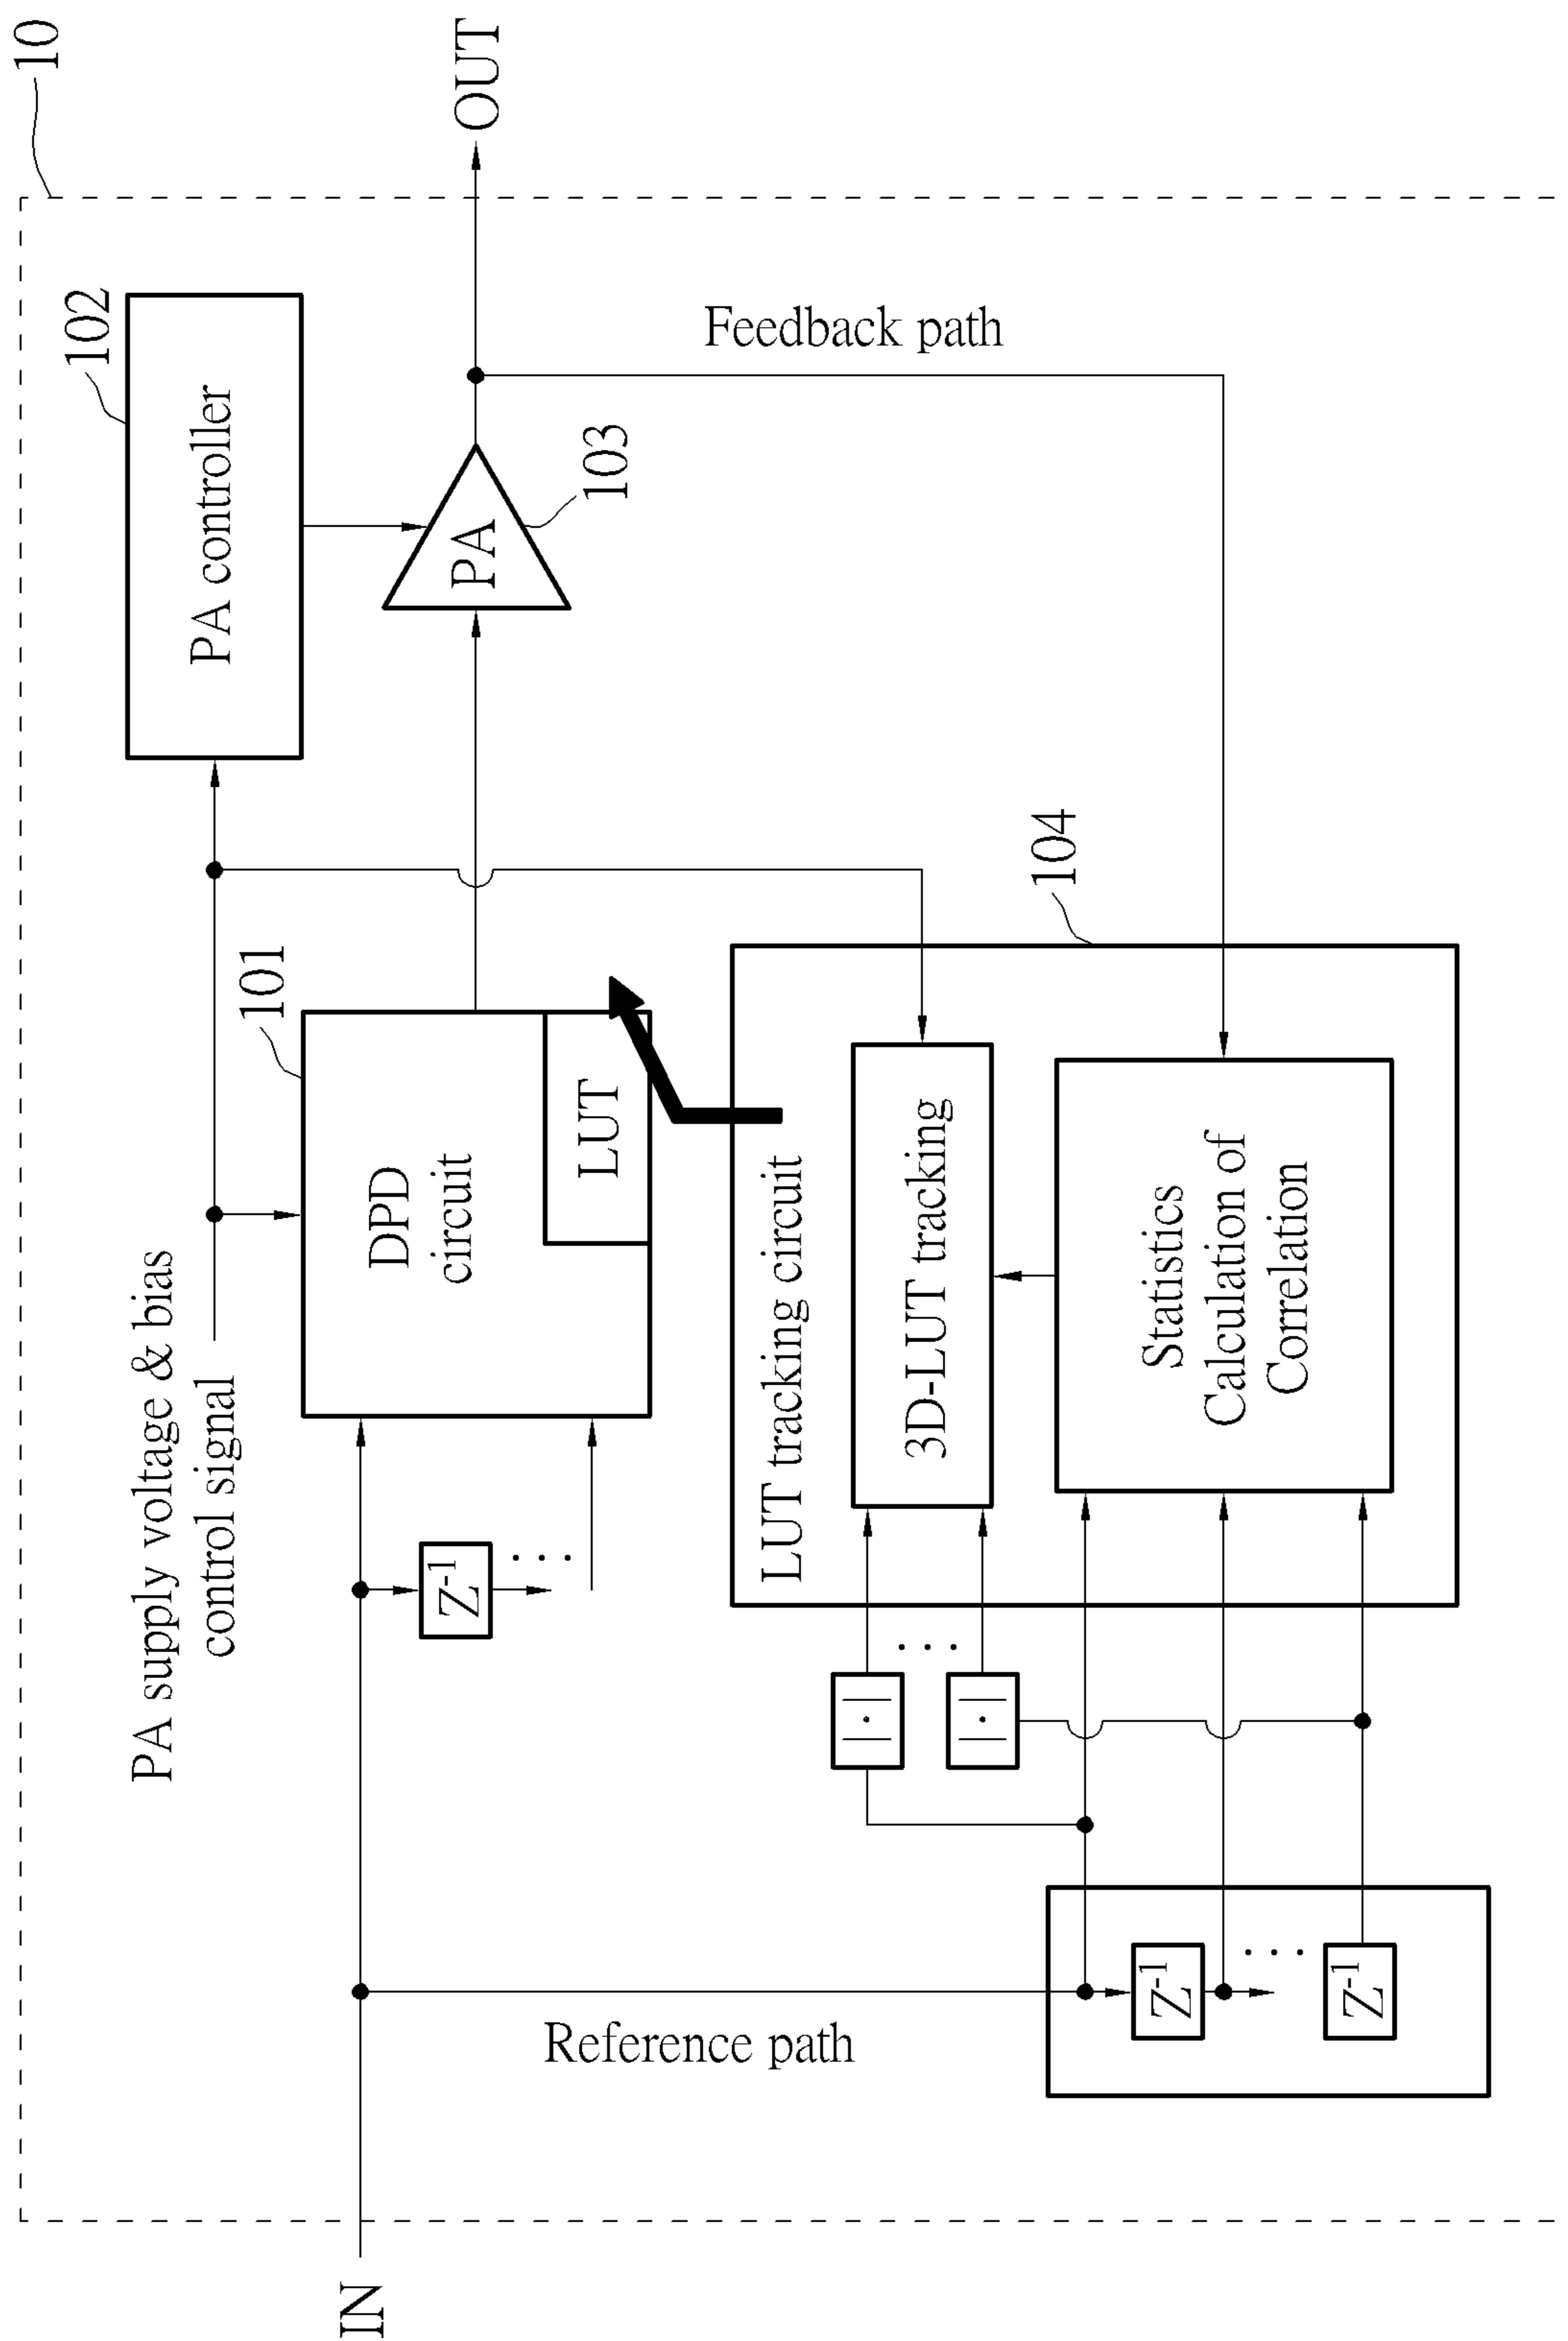 10
PA supply voltage & bias
control signal
102
PA controller
101
DPD
circuit
LUT
PA
103
IN
OUT
Z-1
...
Feedback path
Reference path
104
LUT tracking circuit
3D-LUT tracking
Statistics
Calculation of
Correlation
|·|
...
|·|
Z-1
...
Z-1